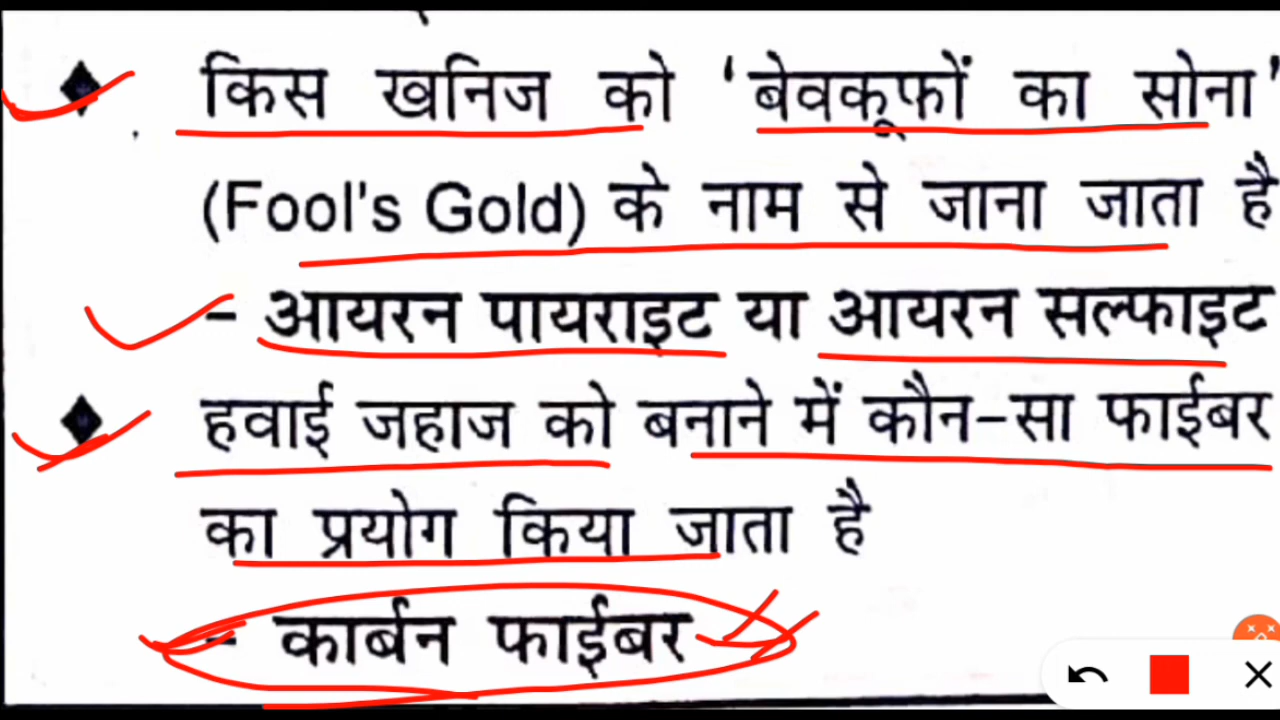 किस खनिज को 'बेवकूफों का सोना'
(Fool's Gold) के नाम से जाना जाता है
- आयरन पायराइट या आयरन सल्फाइट
हवाई जहाज को बनाने में कौन-सा फाईबर
का प्रयोग किया जाता है
- कार्बन फाईबर